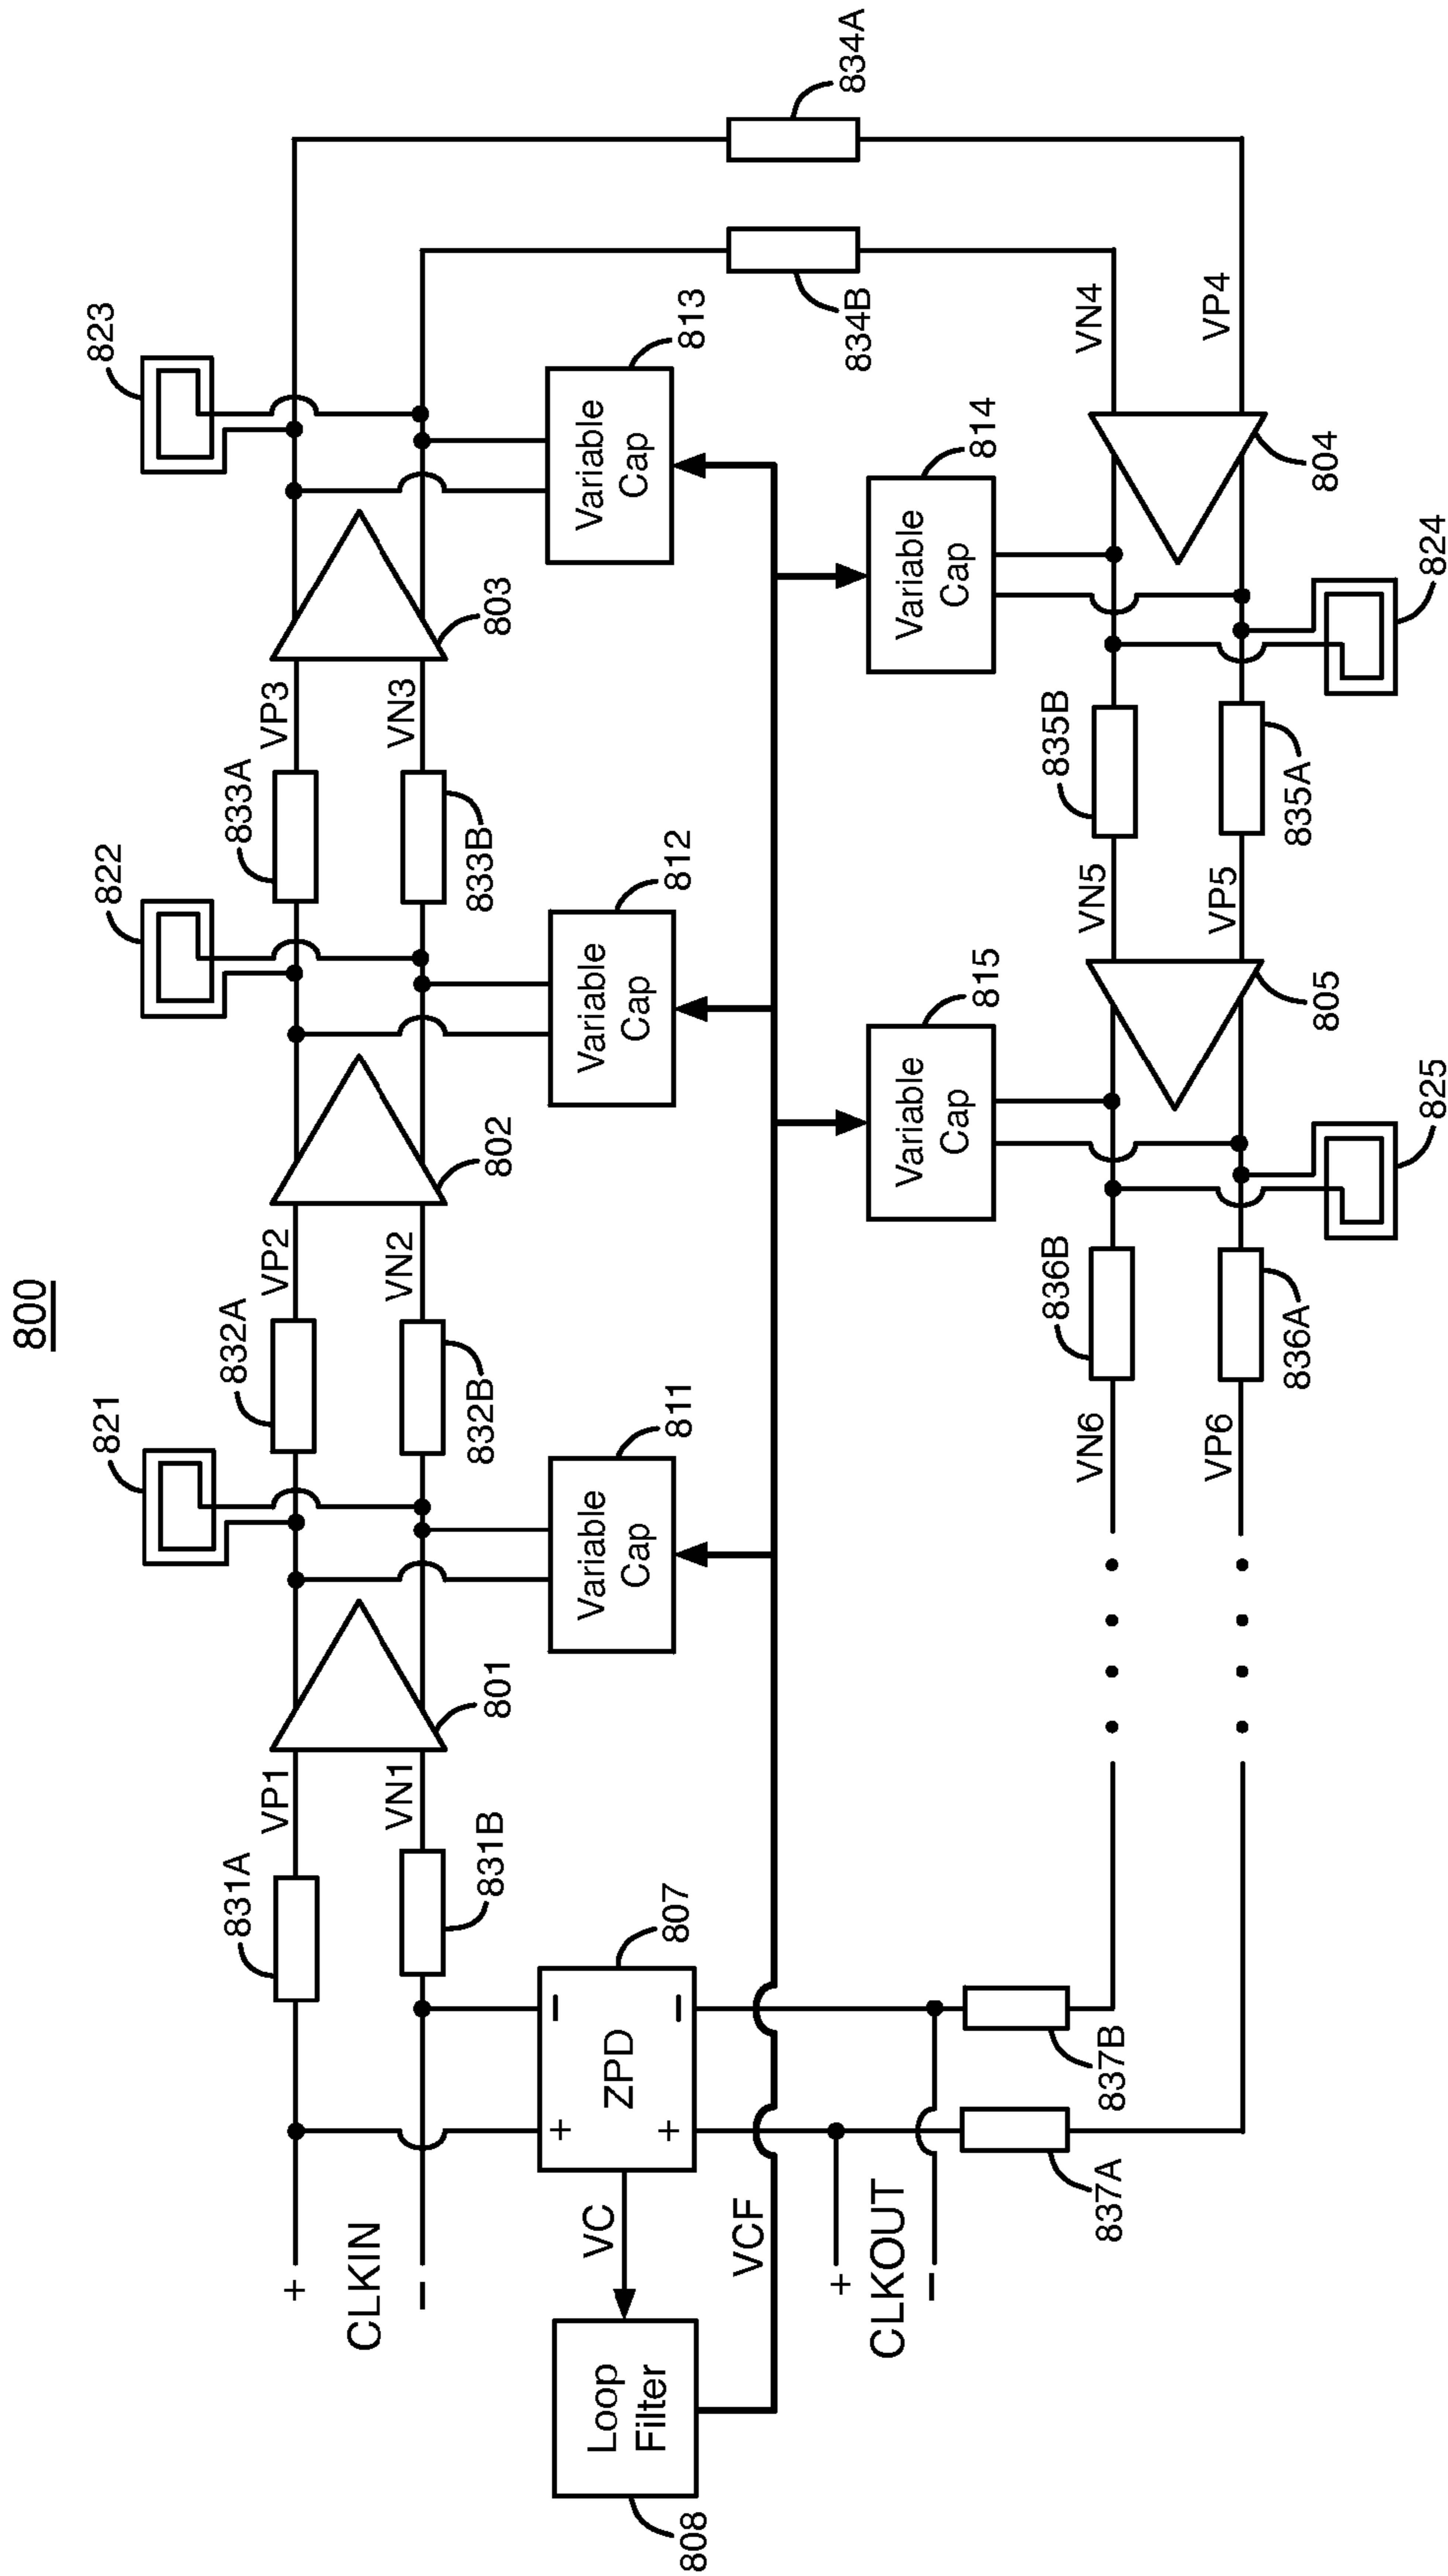 800
821
822
823
831A
832A
833A
834A
VP1
VP2
VP3
+
CLKIN
−
VN1
VN2
VN3
831B
832B
833B
834B
801
802
803
811
812
813
Variable
Cap
Variable
Cap
Variable
Cap
807
+
−
ZPD
+
−
VC
Loop
Filter
808
VCF
814
815
Variable
Cap
Variable
Cap
+
CLKOUT
−
837A
837B
836B
835B
VN6
VN5
VN4
VP6
VP5
VP4
836A
835A
805
804
825
824